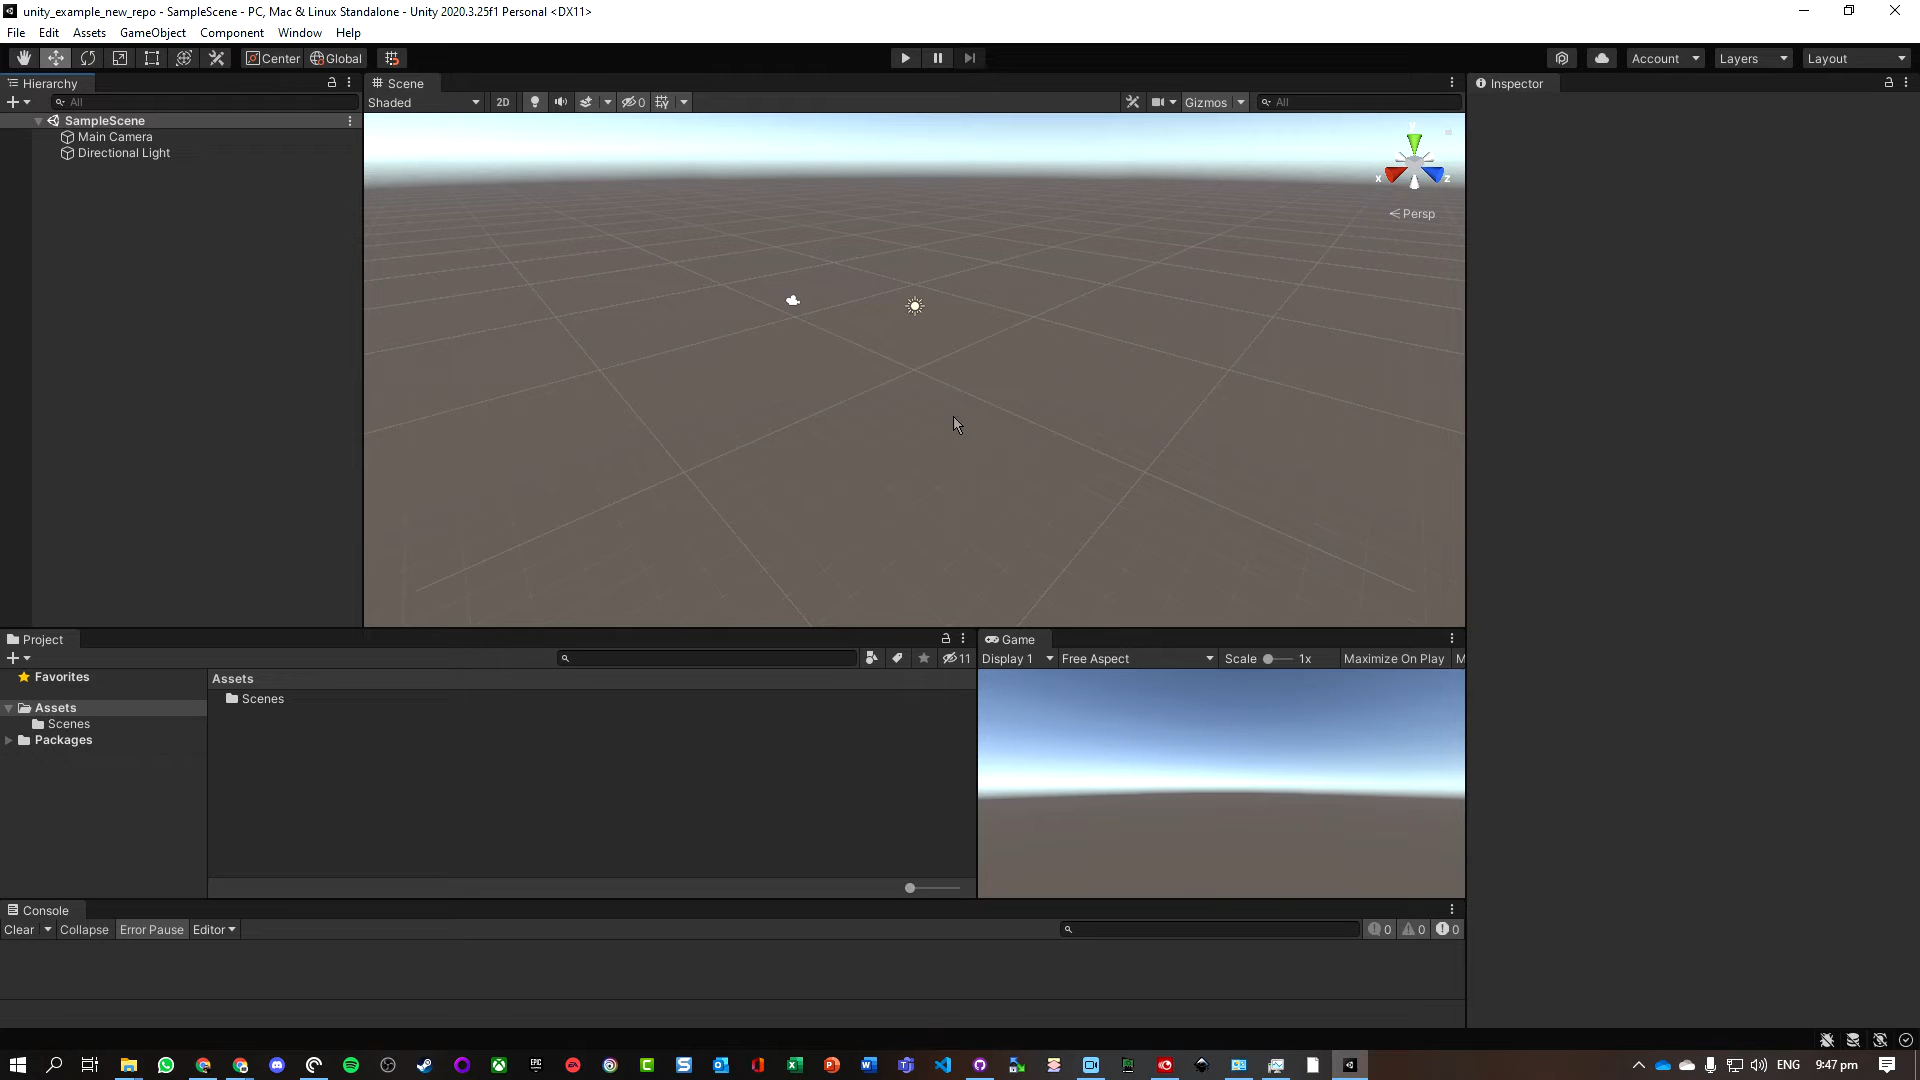 unity_example_new_repo - SampleScene - PC, Mac & Linux Standalone - Unity 2020.3.25f1 Personal <DX11>
File Edit Assets GameObject Component Window Help
Center Global Account Layers Layout
Hierarchy
All
SampleScene
Main Camera
Directional Light
Scene
Shaded 2D 0 Gizmos All
y
x z
Persp
Inspector
Project
11
Favorites
Assets
Scenes
Packages
Assets
Scenes
Game
Display 1 Free Aspect Scale 1x Maximize On Play M
Console
Clear Collapse Error Pause Editor 0 0 0
ENG 9:47 pm